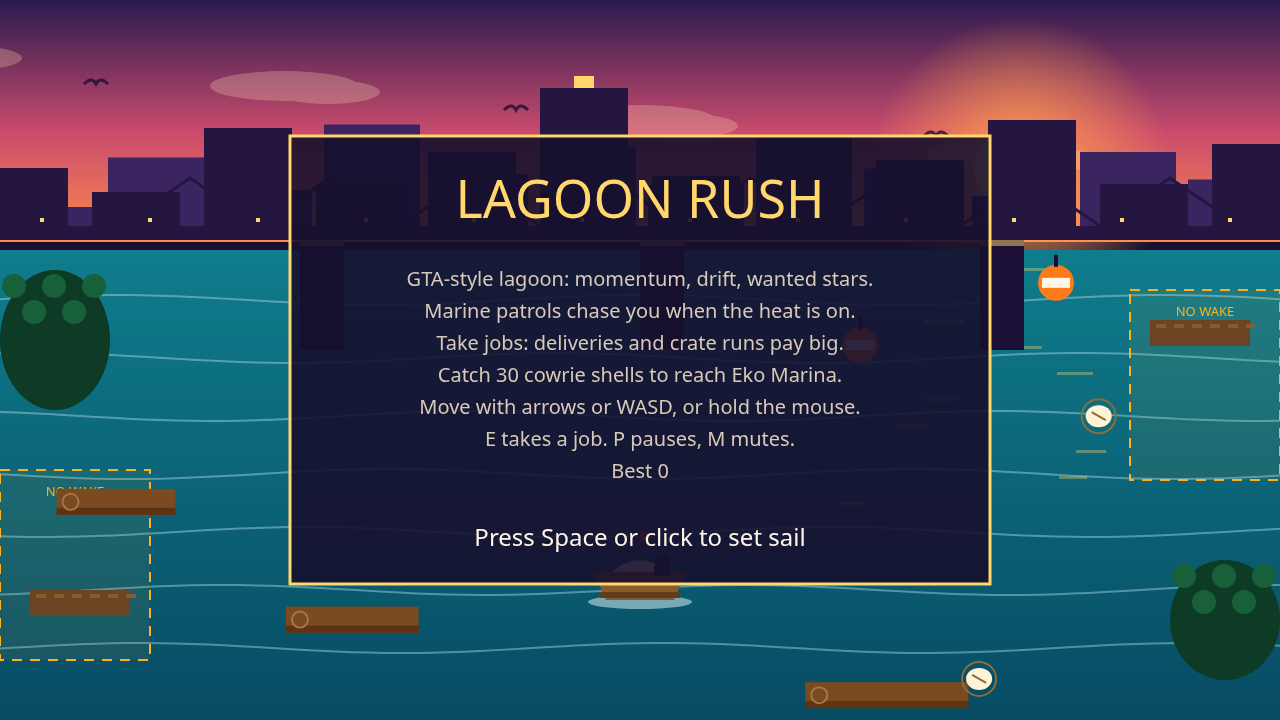 LAGOON RUSH
GTA-style lagoon: momentum, drift, wanted stars.
Marine patrols chase you when the heat is on.
Take jobs: deliveries and crate runs pay big.
Catch 30 cowrie shells to reach Eko Marina.
Move with arrows or WASD, or hold the mouse.
E takes a job. P pauses, M mutes.
Best 0
Press Space or click to set sail
NO WAKE
NO WAKE